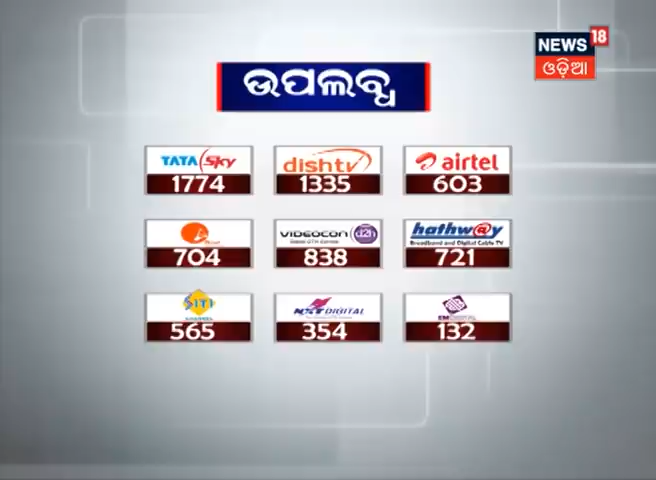 NEWS 18
ଓଡ଼ିଆ
ଉପଲବ୍ଧ
TATA Sky
1774
dishtv
1335
airtel
603
704
VIDEOCON d2h
838
hathw@y
Broadband and Digital Cable TV
721
SITI
565
NXT DIGITAL
354
132